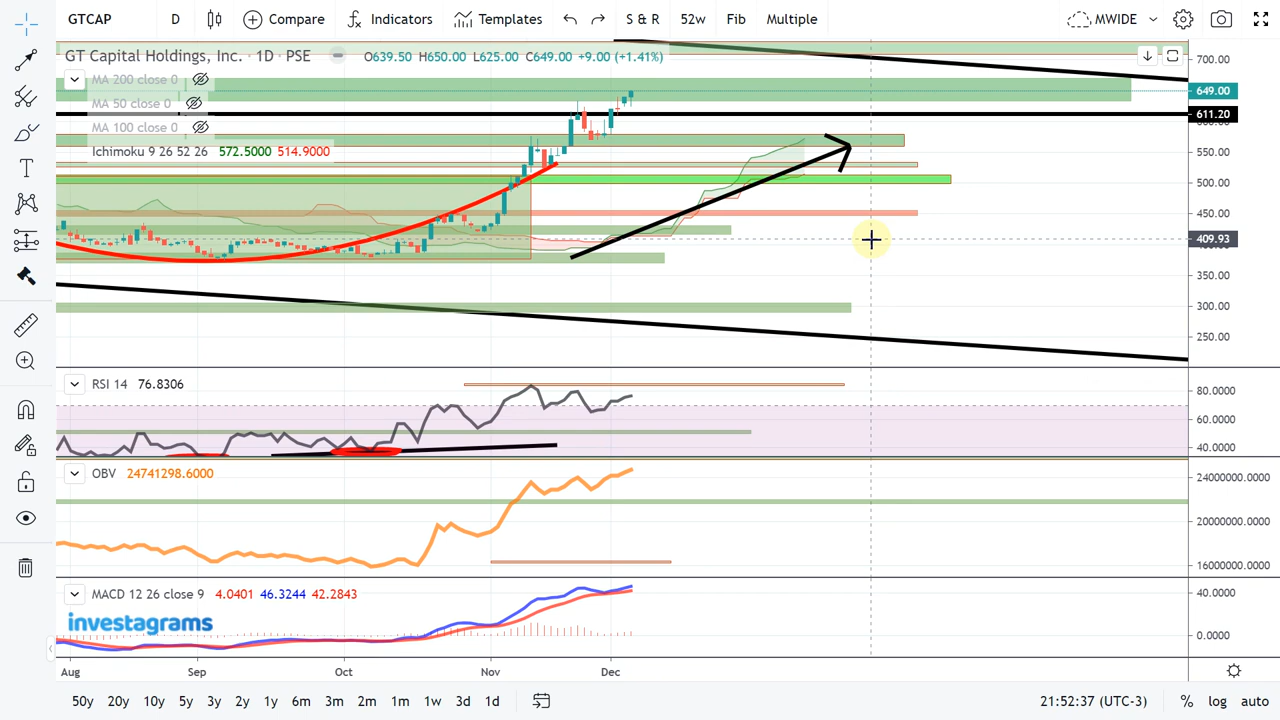 GTCAP D Compare Indicators Templates S & R 52w Fib Multiple MWIDE
GT Capital Holdings, Inc. · 1D · PSE O639.50 H650.00 L625.00 C649.00 +9.00 (+1.41%)
MA 200 close 0
MA 50 close 0
MA 100 close 0
Ichimoku 9 26 52 26 572.5000 514.9000
700.00
649.00
611.20
550.00
500.00
450.00
409.93
350.00
300.00
250.00
RSI 14 76.8306
80.0000
60.0000
40.0000
OBV 24741298.6000
24000000.0000
20000000.0000
16000000.0000
MACD 12 26 close 9 4.0401 46.3244 42.2843
40.0000
0.0000
investagrams
Aug Sep Oct Nov Dec
50y 20y 10y 5y 3y 2y 1y 6m 3m 2m 1m 1w 3d 1d 21:52:37 (UTC-3) % log auto